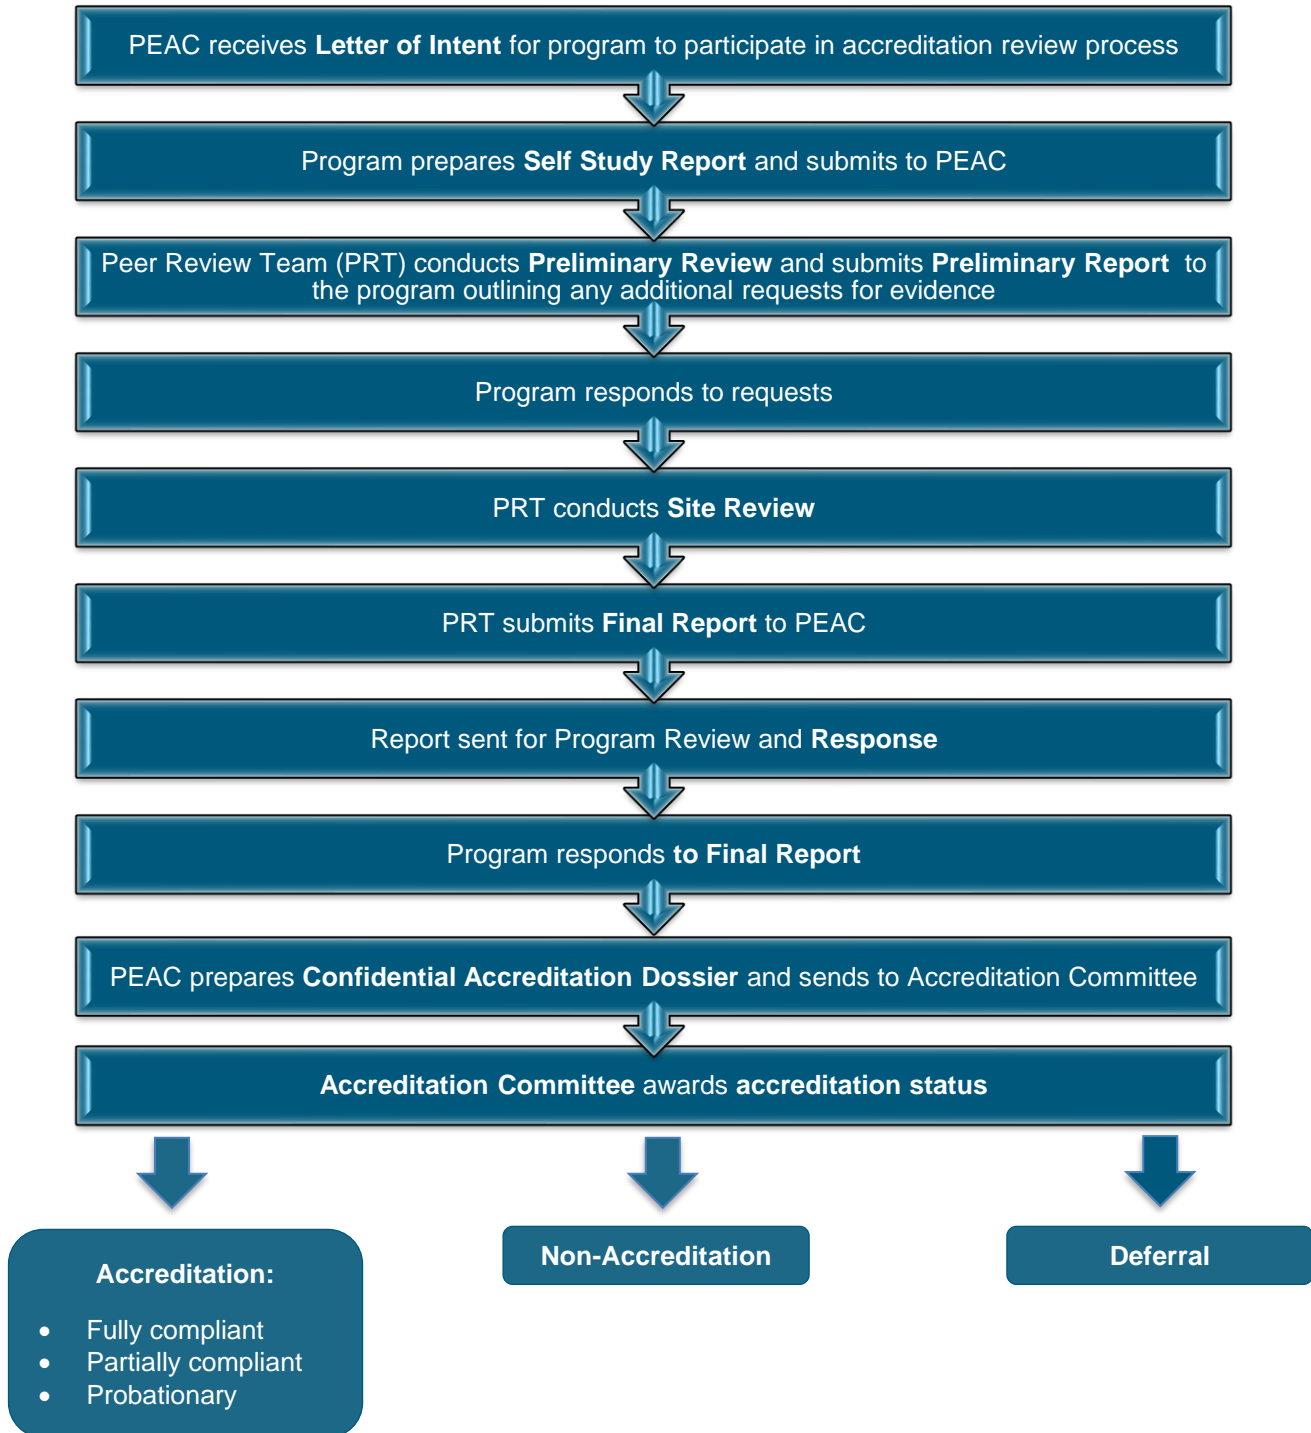 PEAC receives Letter of Intent for program to participate in accreditation review process
Program prepares Self Study Report and submits to PEAC
Peer Review Team (PRT) conducts Preliminary Review and submits Preliminary Report to
the program outlining any additional requests for evidence
Program responds to requests
PRT conducts Site Review
PRT submits Final Report to PEAC
Report sent for Program Review and Response
Program responds to Final Report
PEAC prepares Confidential Accreditation Dossier and sends to Accreditation Committee
Accreditation Committee awards accreditation status
Accreditation:
• Fully compliant
• Partially compliant
• Probationary
Non-Accreditation
Deferral